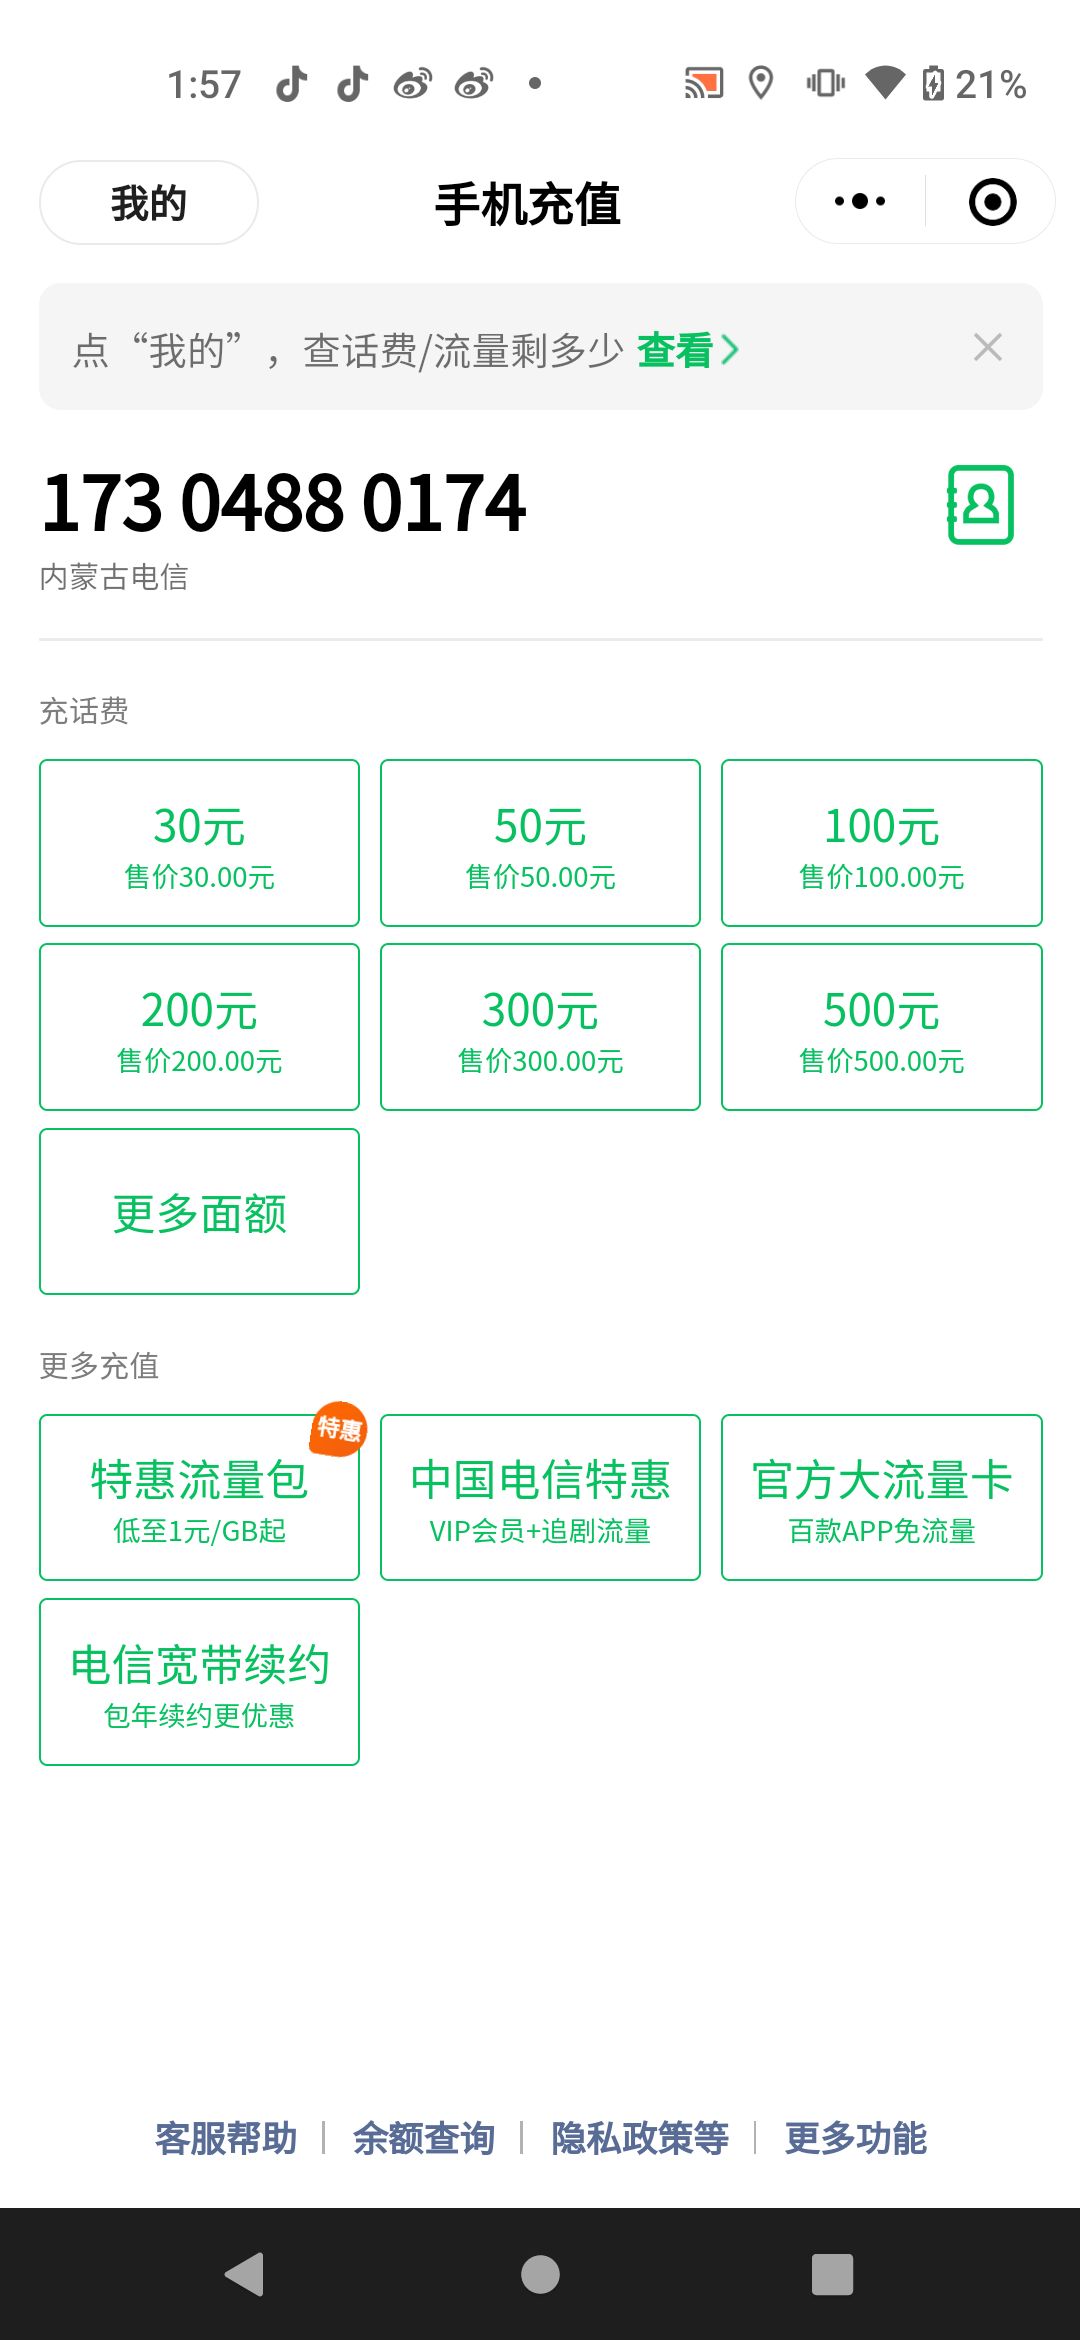 1:57
21%
我的
手机充值
点“我的”，查话费/流量剩多少 查看
173 0488 0174
内蒙古电信
充话费
30元
售价30.00元
50元
售价50.00元
100元
售价100.00元
200元
售价200.00元
300元
售价300.00元
500元
售价500.00元
更多面额
更多充值
特惠
特惠流量包
低至1元/GB起
中国电信特惠
VIP会员+追剧流量
官方大流量卡
百款APP免流量
电信宽带续约
包年续约更优惠
客服帮助
余额查询
隐私政策等
更多功能